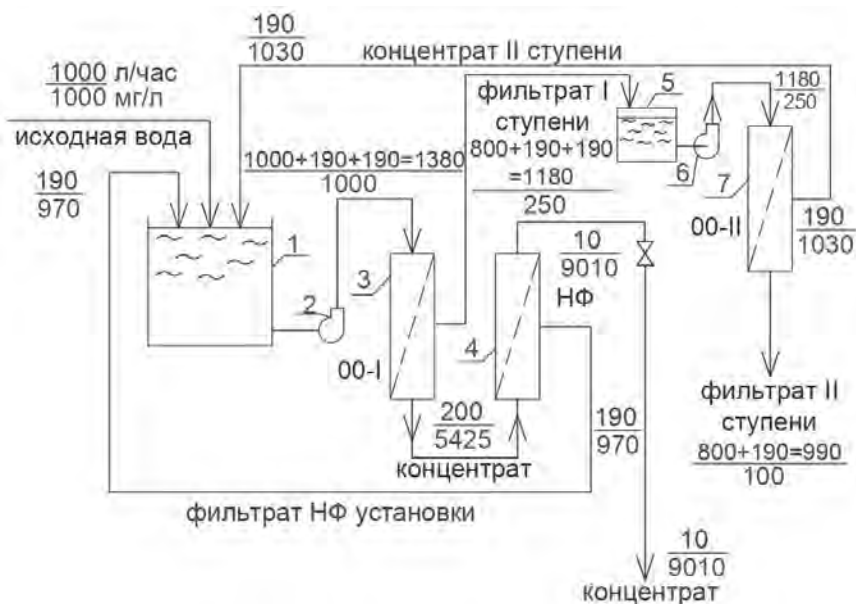 190
1030
концентрат II ступени
1000 л/час
1000 мг/л
исходная вода
190
970
1000+190+190=1380
1000
фильтрат I
ступени
800+190+190
=1180
250
5
6
1180
250
7
00-II
190
1030
1
2
3
00-I
4
10
9010
НФ
200
5425
концентрат
190
970
фильтрат НФ установки
фильтрат II
ступени
800+190=990
100
10
9010
концентрат